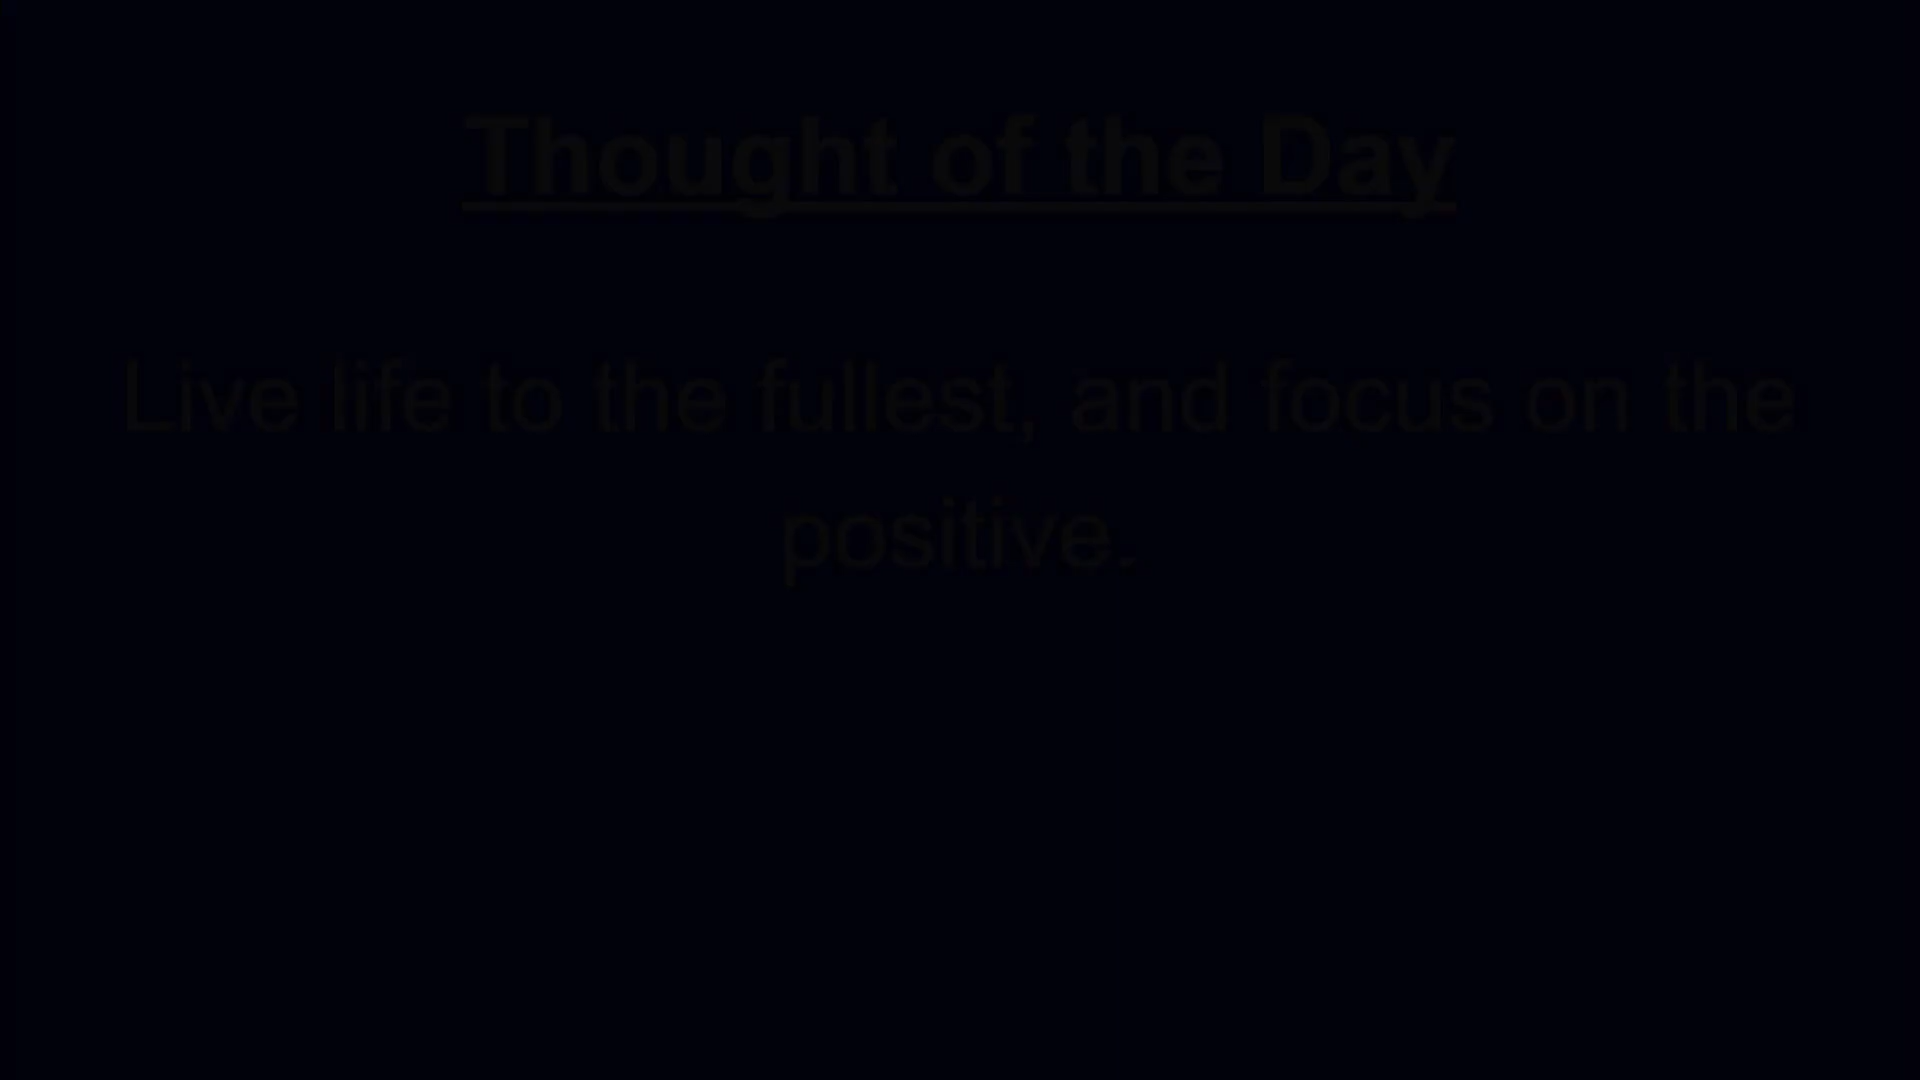 Thought of the Day
Live life to the fullest, and focus on the
positive.